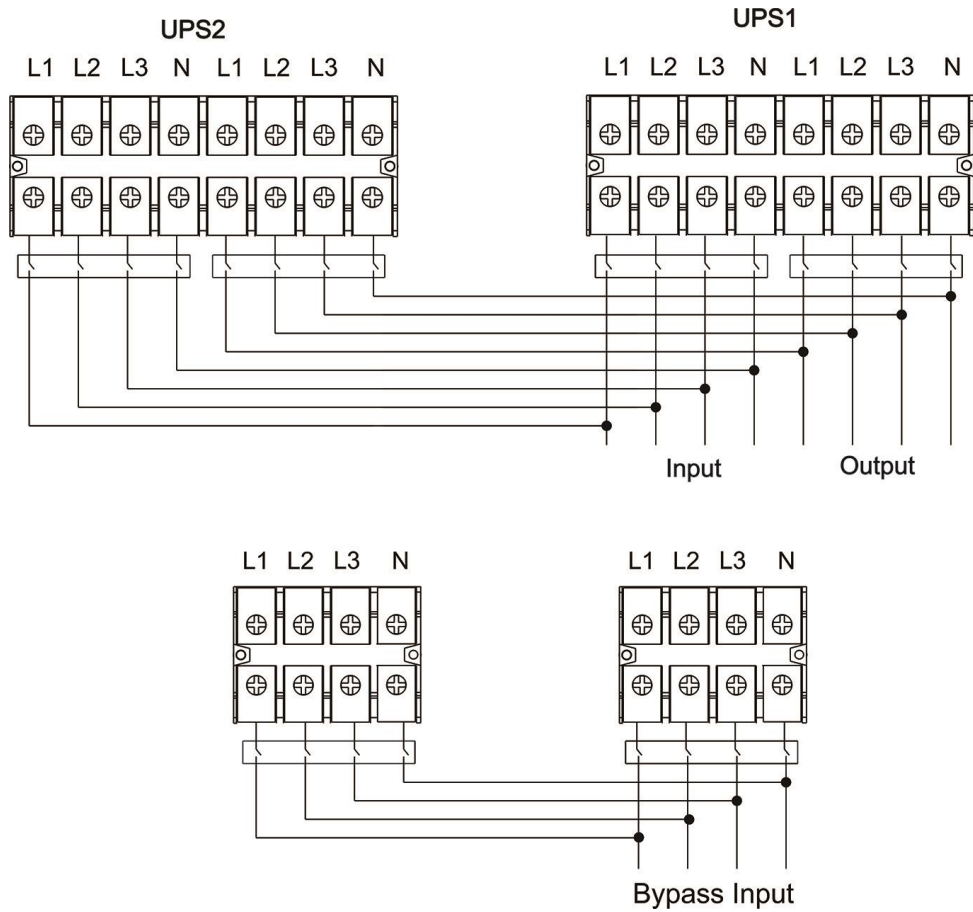 UPS2 UPS1
L1 L2 L3 N L1 L2 L3 N L1 L2 L3 N L1 L2 L3 N
Input Output
L1 L2 L3 N L1 L2 L3 N
Bypass Input